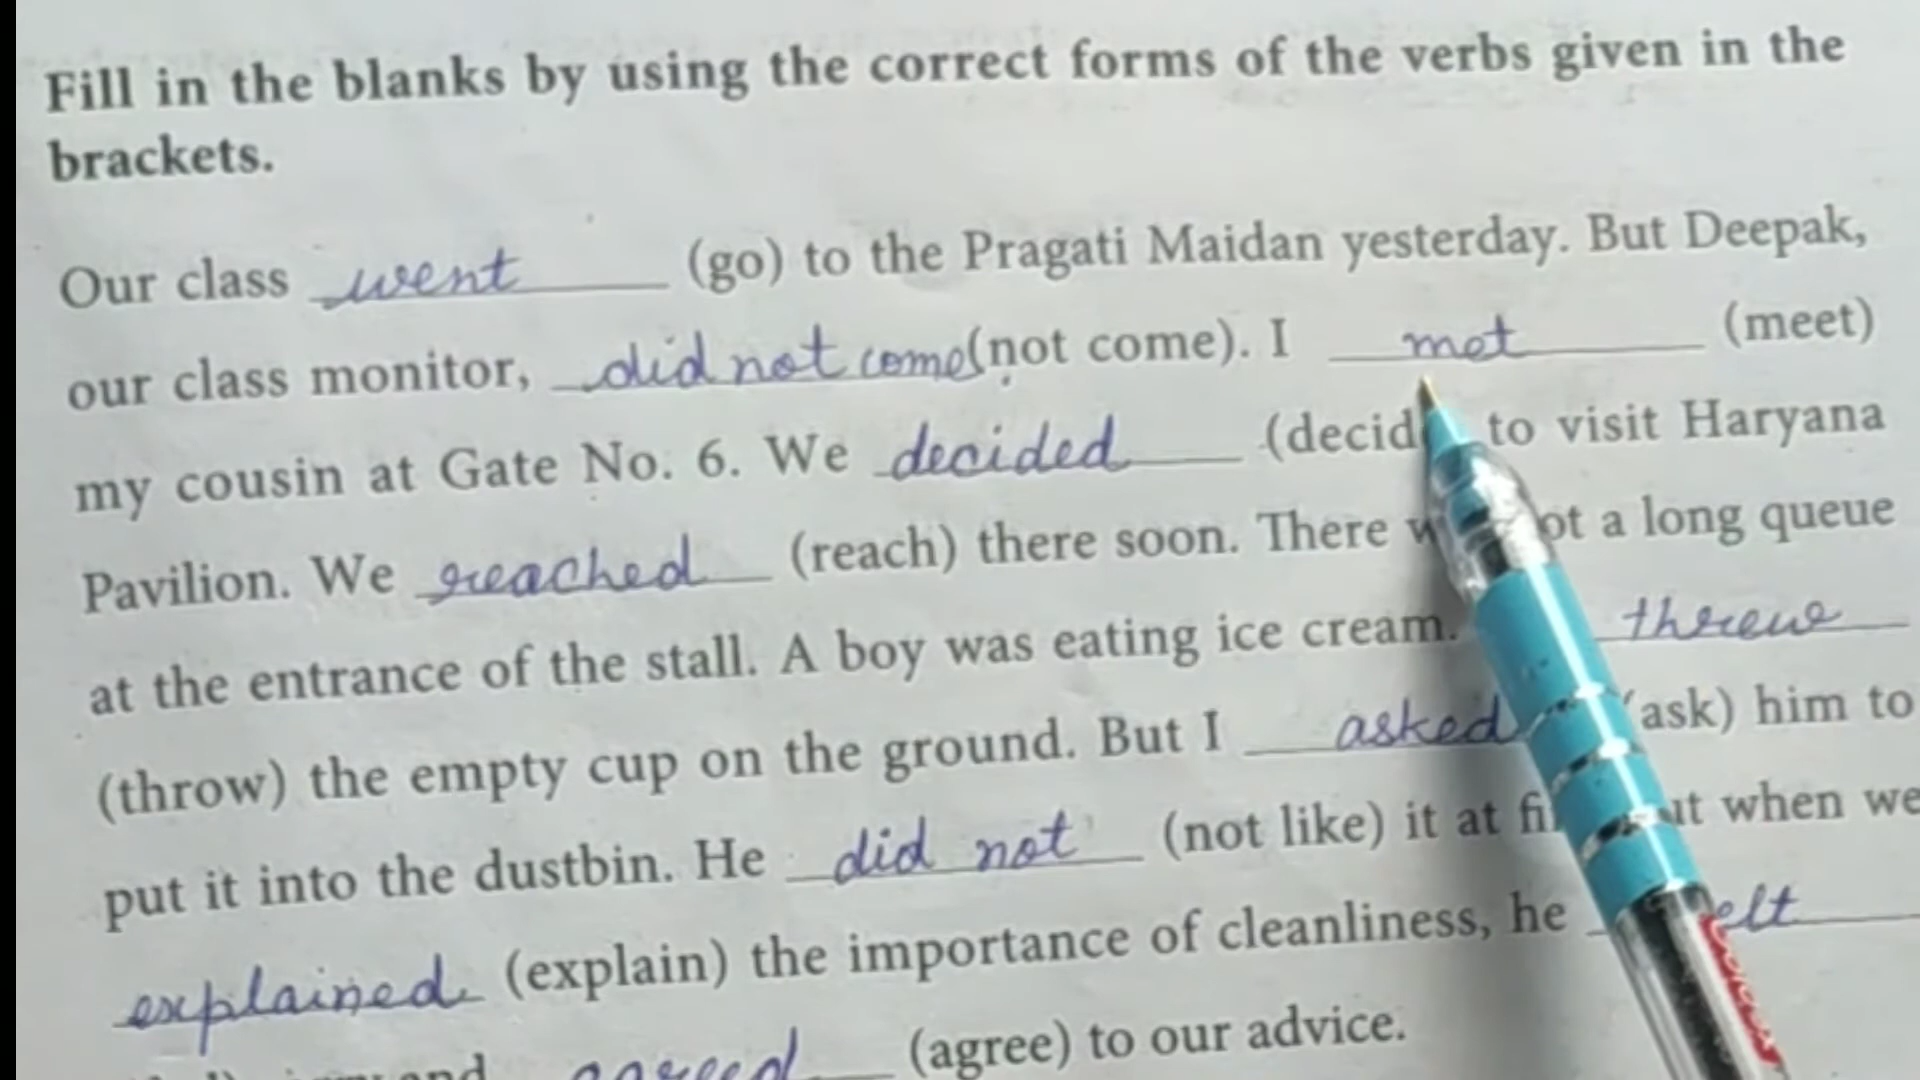 Fill in the blanks by using the correct forms of the verbs given in the
brackets.
Our class went (go) to the Pragati Maidan yesterday. But Deepak,
our class monitor, did not come (not come). I met (meet)
my cousin at Gate No. 6. We decided (decid to visit Haryana
Pavilion. We reached (reach) there soon. There a long queue
at the entrance of the stall. A boy was eating ice cream. threw
(throw) the empty cup on the ground. But I asked (ask) him to
put it into the dustbin. He did not (not like) it at when we
explained (explain) the importance of cleanliness, he
and agreed (agree) to our advice.